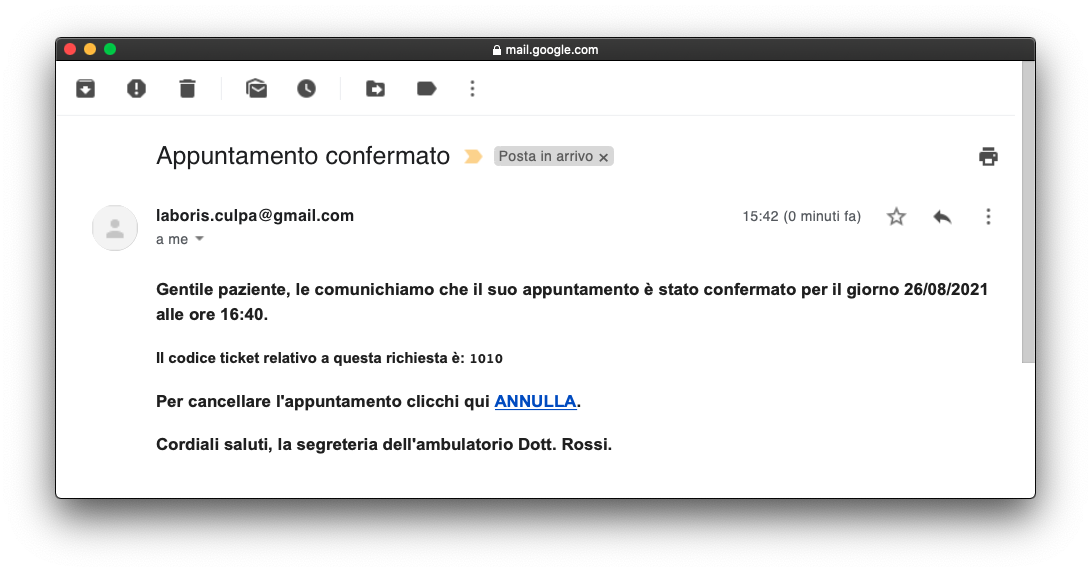 mail.google.com
Appuntamento confermato
Posta in arrivo ×
laboris.culpa@gmail.com
15:42 (0 minuti fa)
a me
Gentile paziente, le comunichiamo che il suo appuntamento è stato confermato per il giorno 26/08/2021
alle ore 16:40.
Il codice ticket relativo a questa richiesta è: 1010
Per cancellare l'appuntamento clicchi qui ANNULLA.
Cordiali saluti, la segreteria dell'ambulatorio Dott. Rossi.